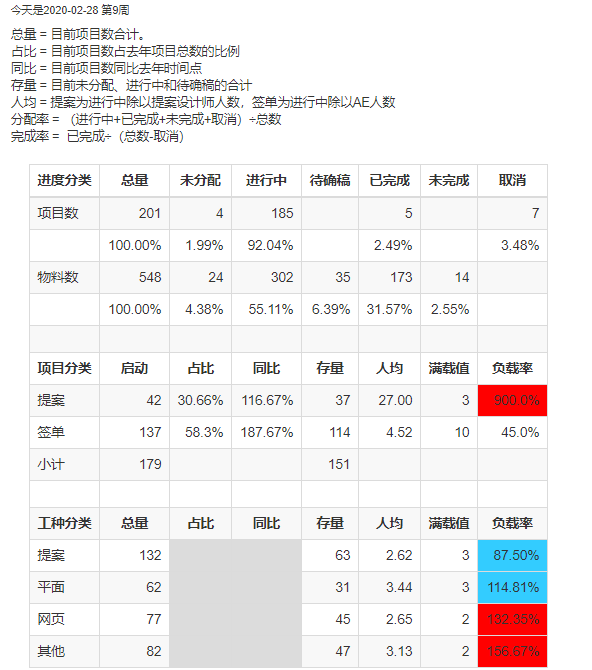 今天是2020-02-28 第9周
总量 = 目前项目数合计。
占比 = 目前项目数占去年项目总数的比例
同比 = 目前项目数同比去年时间点
存量 = 目前未分配、进行中和待确稿的合计
人均 = 提案为进行中除以提案设计师人数，签单为进行中除以AE人数
分配率 = （进行中+已完成+未完成+取消）÷总数
完成率 = 已完成÷（总数-取消）
进度分类 总量 未分配 进行中 待确稿 已完成 未完成 取消
项目数 201 4 185 5 7
100.00% 1.99% 92.04% 2.49% 3.48%
物料数 548 24 302 35 173 14
100.00% 4.38% 55.11% 6.39% 31.57% 2.55%
项目分类 启动 占比 同比 存量 人均 满载值 负载率
提案 42 30.66% 116.67% 37 27.00 3 900.0%
签单 137 58.3% 187.67% 114 4.52 10 45.0%
小计 179 151
工种分类 总量 占比 同比 存量 人均 满载值 负载率
提案 132 63 2.62 3 87.50%
平面 62 31 3.44 3 114.81%
网页 77 45 2.65 2 132.35%
其他 82 47 3.13 2 156.67%